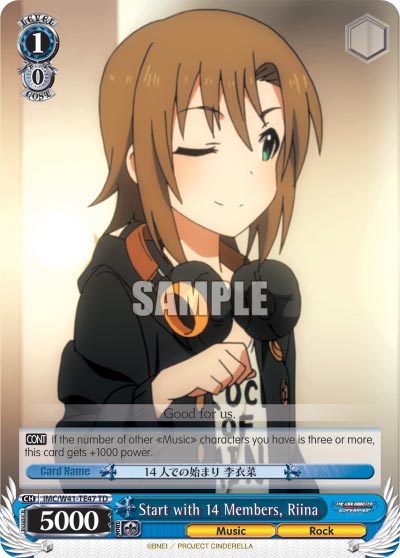 LEVEL
1
0
COST
SAMPLE
Good for us.
CONT If the number of other «Music» characters you have is three or more,
this card gets +1000 power.
Card Name 14人での始まり 李衣菜
CH IMC/W41-TE47 TD
Start with 14 Members, Riina
5000
Music Rock
©BNEI / PROJECT CINDERELLA